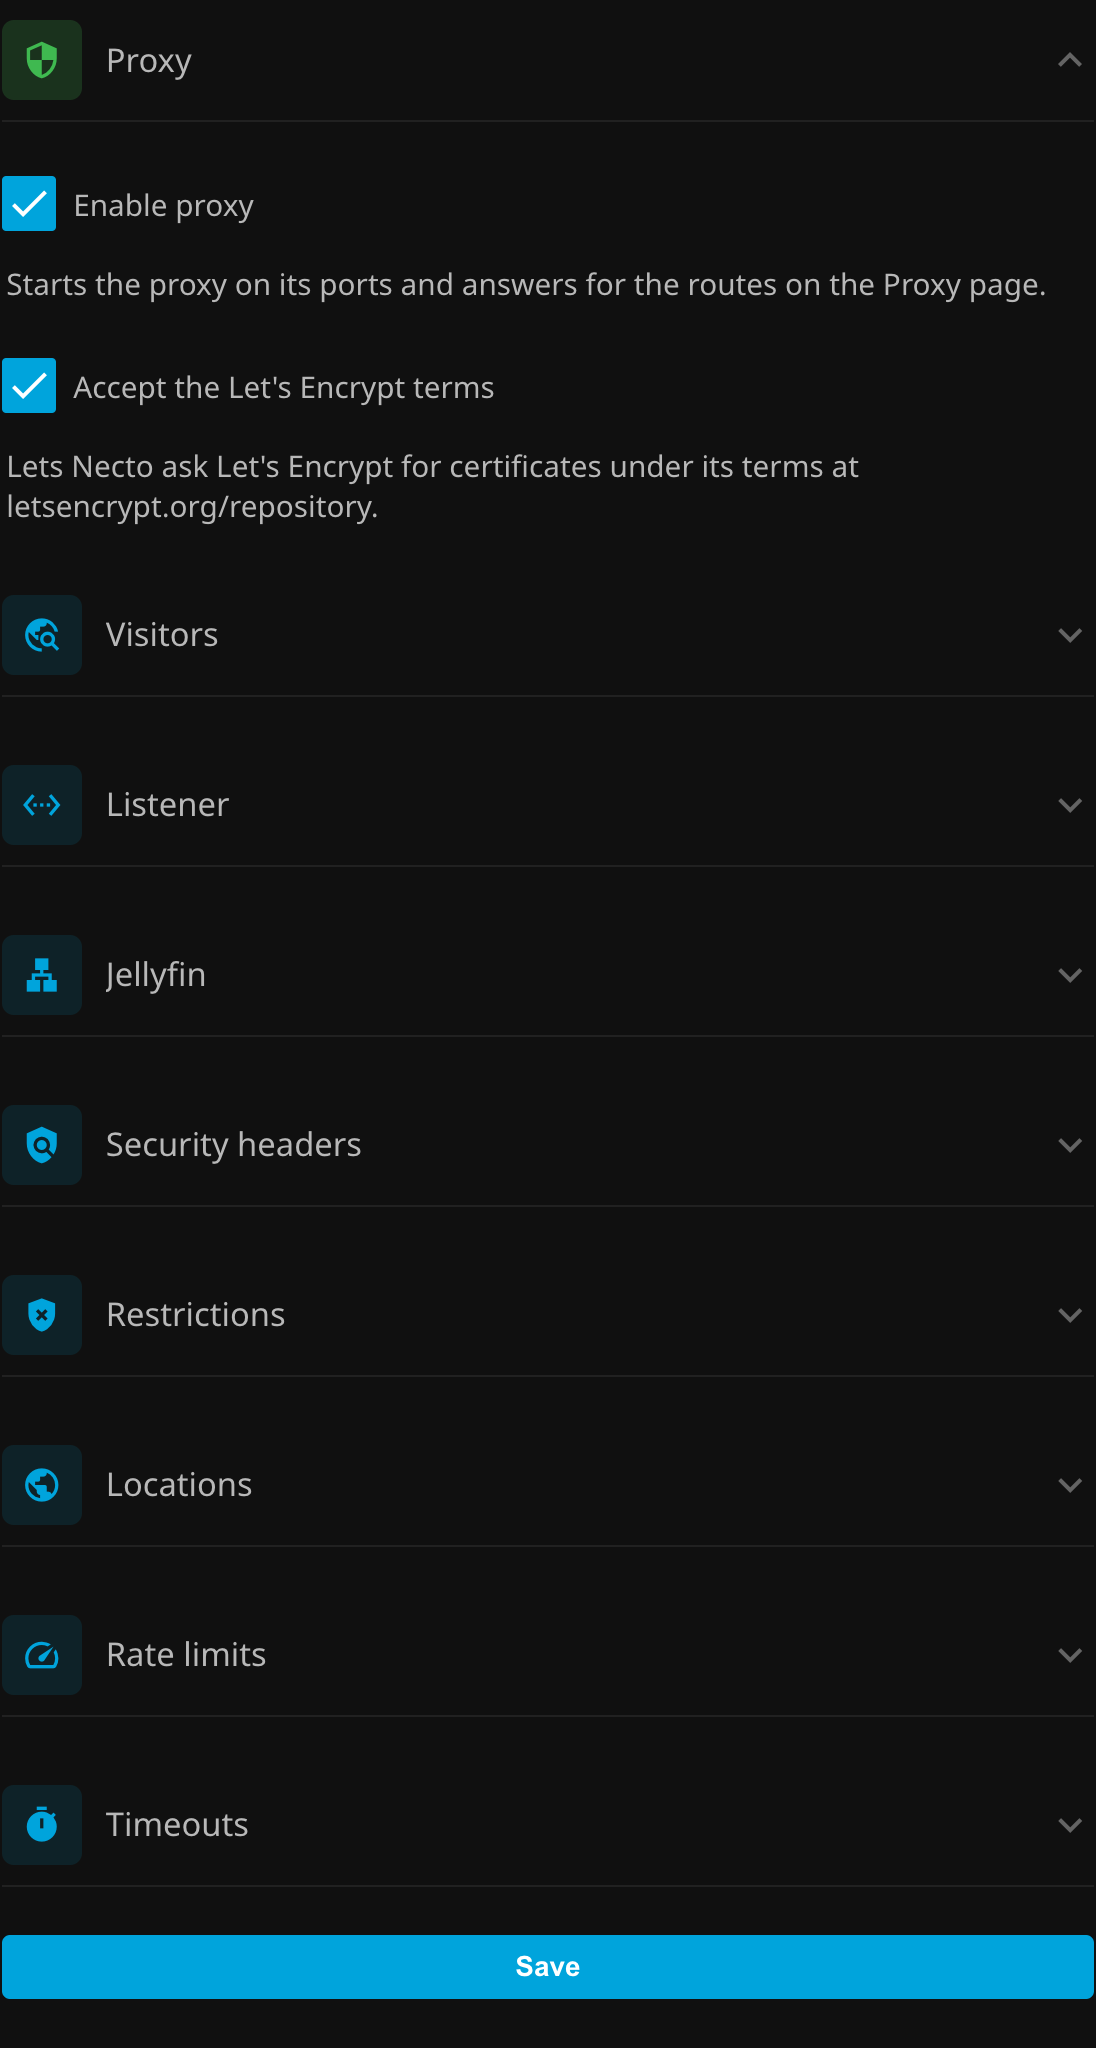 Proxy
Enable proxy
Starts the proxy on its ports and answers for the routes on the Proxy page.
Accept the Let's Encrypt terms
Lets Necto ask Let's Encrypt for certificates under its terms at
letsencrypt.org/repository.
Visitors
Listener
Jellyfin
Security headers
Restrictions
Locations
Rate limits
Timeouts
Save